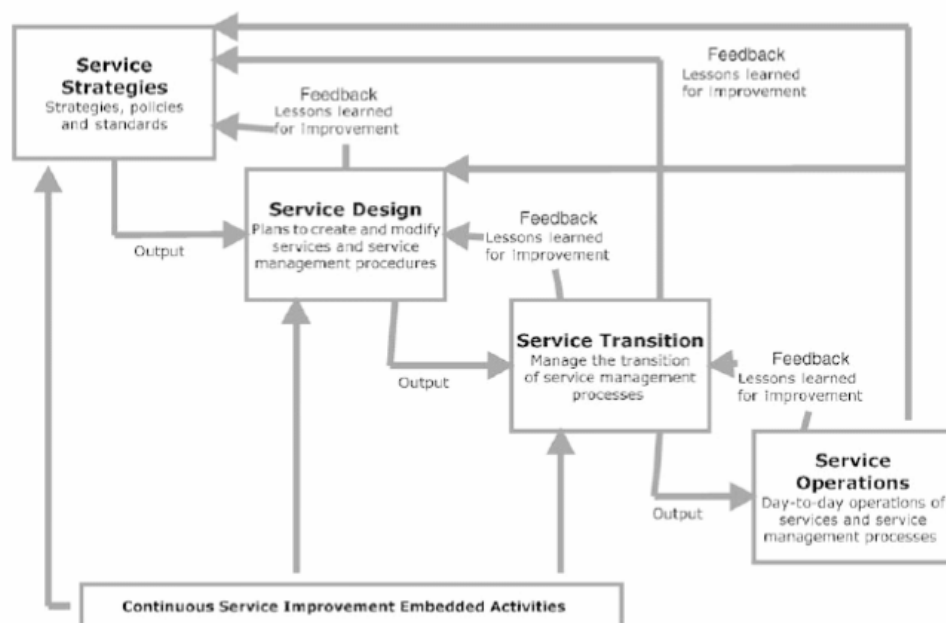 Service
Strategies
Strategies, policies
and standards
Feedback
Lessons learned
for Improvement
Feedback
Lessons learned
for Improvement
Output
Service Design
Plans to create and modify
services and service
management procedures
Feedback
Lessons learned
for Improvement
Output
Service Transition
Manage the transition
of service management
processes
Feedback
Lessons learned
for Improvement
Output
Service
Operations
Day-to-day operations of
services and service
management processes
Continuous Service Improvement Embedded Activities